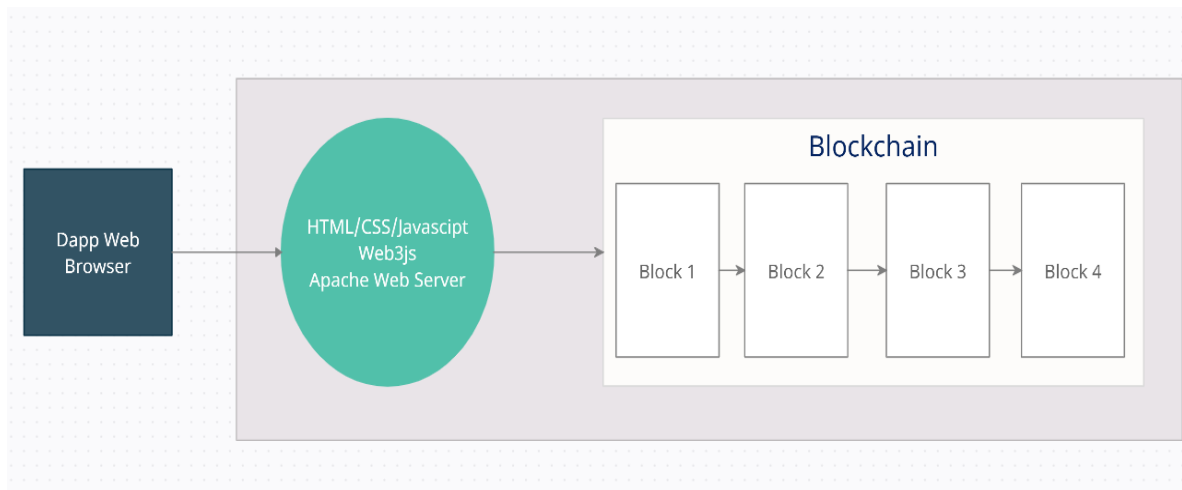 Dapp Web
Browser
HTML/CSS/Javascipt
Web3js
Apache Web Server
Blockchain
Block 1
Block 2
Block 3
Block 4